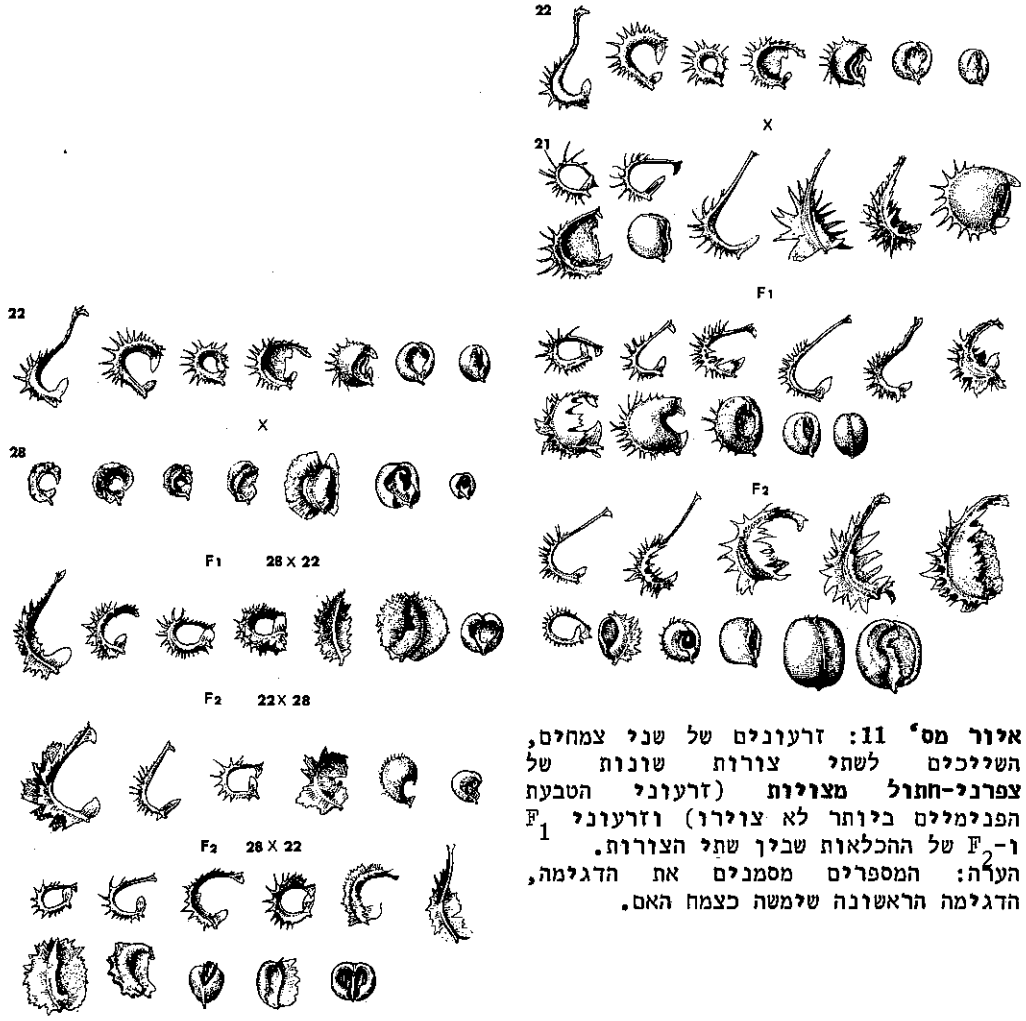 22
X
21
F1
F2
22
X
28
F1 28 X 22
F2 22 X 28
F2 28 X 22
איור מס' 11: זרעונים של שני צמחים,
השייכים לשתי צורות שונות של
צפרני-חתול מצויות (זרעוני הטבעת
הפנימיים ביותר לא צוירו) וזרעוני F1
ו-F2 של ההכלאות שבין שתי הצורות.
הערה: המספרים מסמנים את הדגימה,
הדגימה הראשונה שימשה כצמח האם.